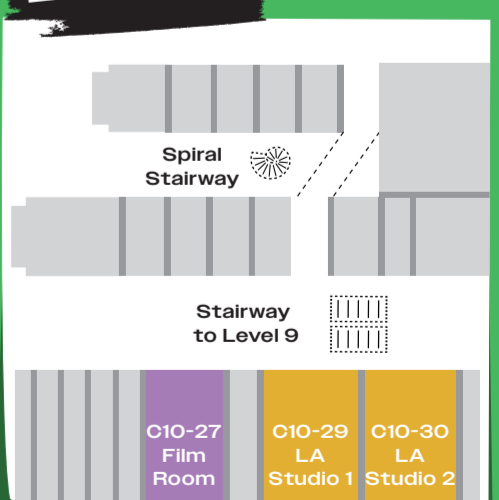 Spiral
Stairway
Stairway
to Level 9
C10-27
Film
Room
C10-29
LA
Studio 1
C10-30
LA
Studio 2